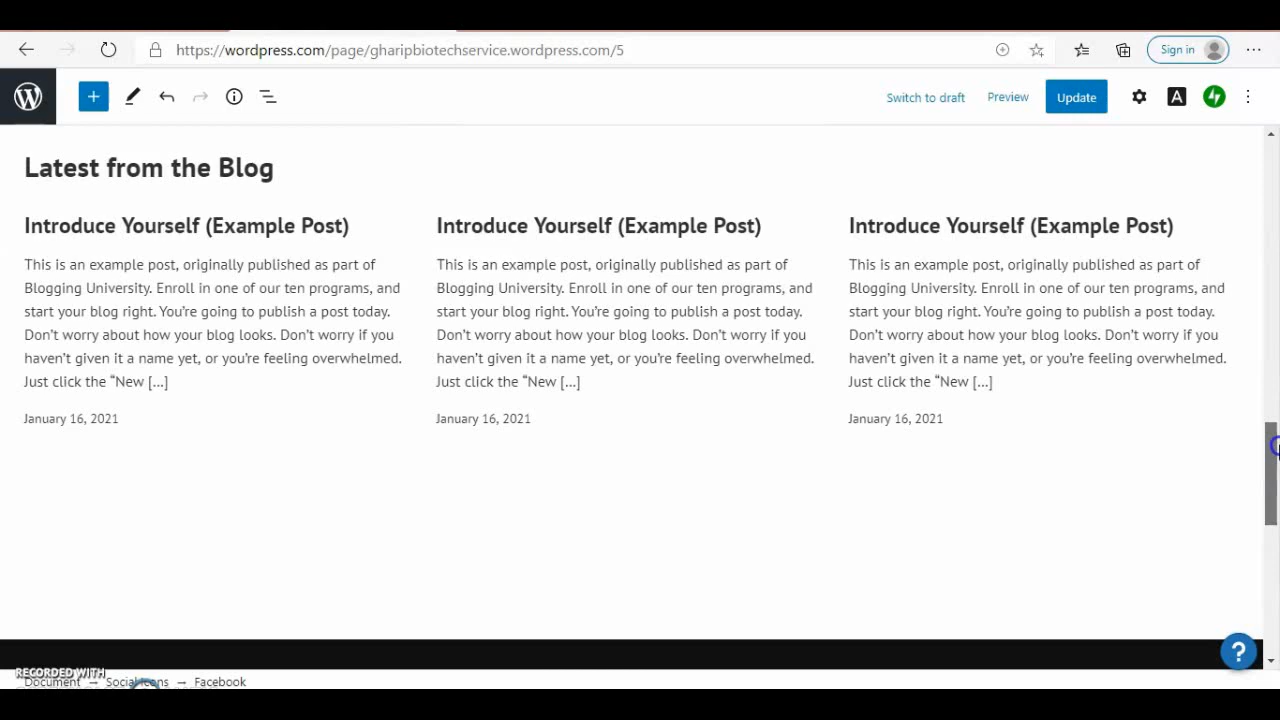 https://wordpress.com/page/gharipbiotechservice.wordpress.com/5
Sign in
Switch to draft
Preview
Update
A
Latest from the Blog
Introduce Yourself (Example Post)
This is an example post, originally published as part of
Blogging University. Enroll in one of our ten programs, and
start your blog right. You’re going to publish a post today.
Don’t worry about how your blog looks. Don’t worry if you
haven’t given it a name yet, or you’re feeling overwhelmed.
Just click the “New […]
January 16, 2021
Introduce Yourself (Example Post)
This is an example post, originally published as part of
Blogging University. Enroll in one of our ten programs, and
start your blog right. You’re going to publish a post today.
Don’t worry about how your blog looks. Don’t worry if you
haven’t given it a name yet, or you’re feeling overwhelmed.
Just click the “New […]
January 16, 2021
Introduce Yourself (Example Post)
This is an example post, originally published as part of
Blogging University. Enroll in one of our ten programs, and
start your blog right. You’re going to publish a post today.
Don’t worry about how your blog looks. Don’t worry if you
haven’t given it a name yet, or you’re feeling overwhelmed.
Just click the “New […]
January 16, 2021
?
RECORDED WITH
Document → Social Icons → Facebook